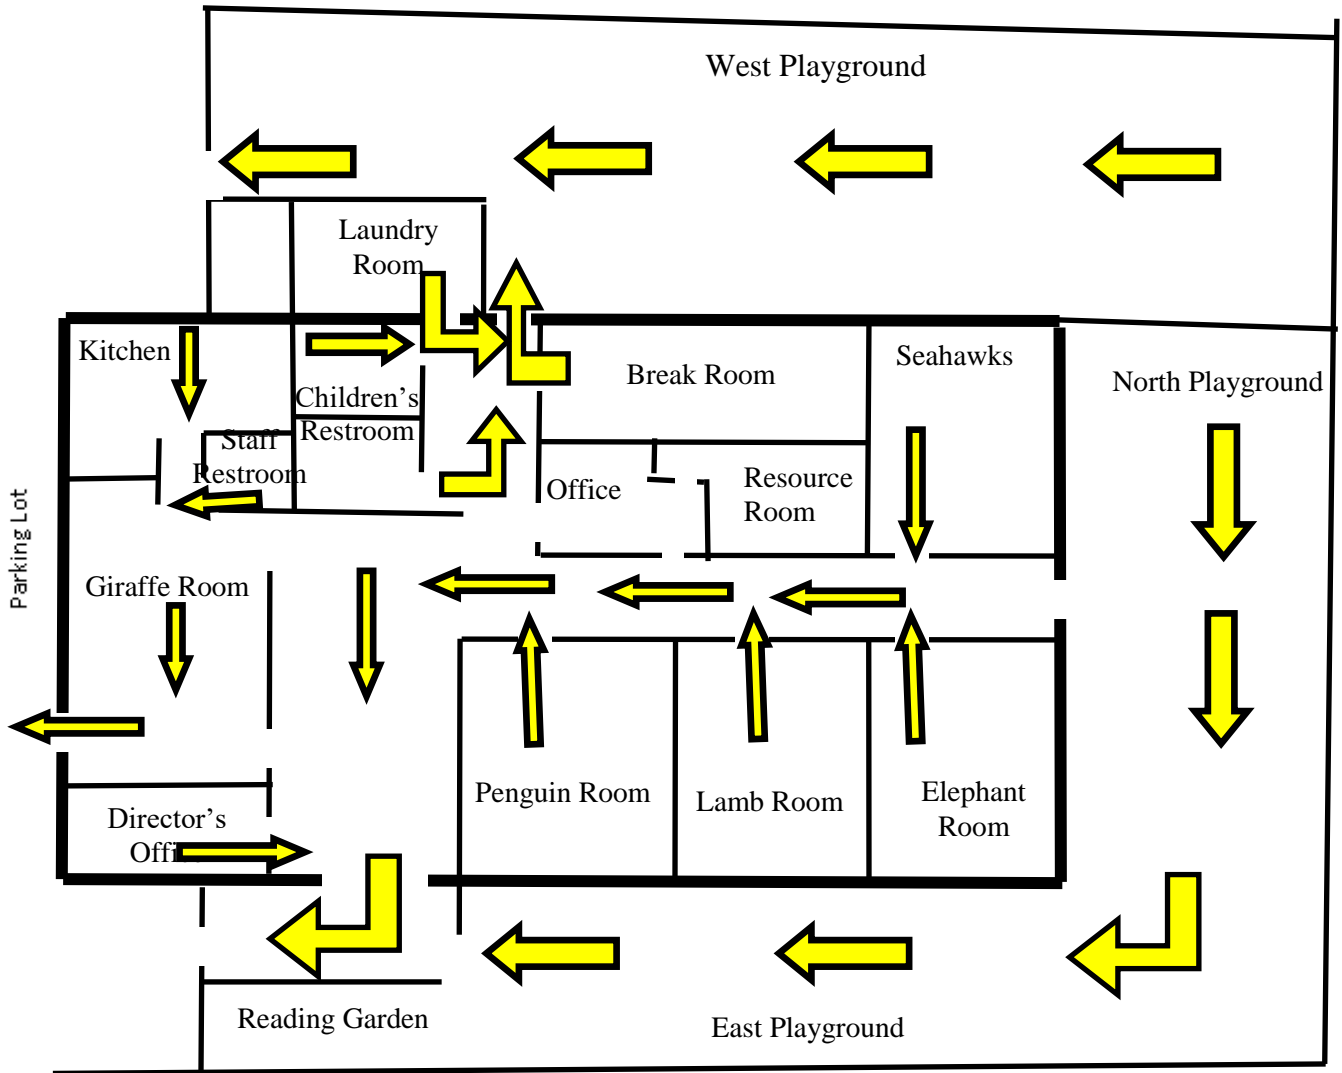 West Playground
Laundry
Room
Kitchen
Children's
Restroom
Staff
Restroom
Break Room
Seahawks
North Playground
Office
Resource
Room
Parking Lot
Giraffe Room
Director's
Offi
Penguin Room
Lamb Room
Elephant
Room
Reading Garden
East Playground